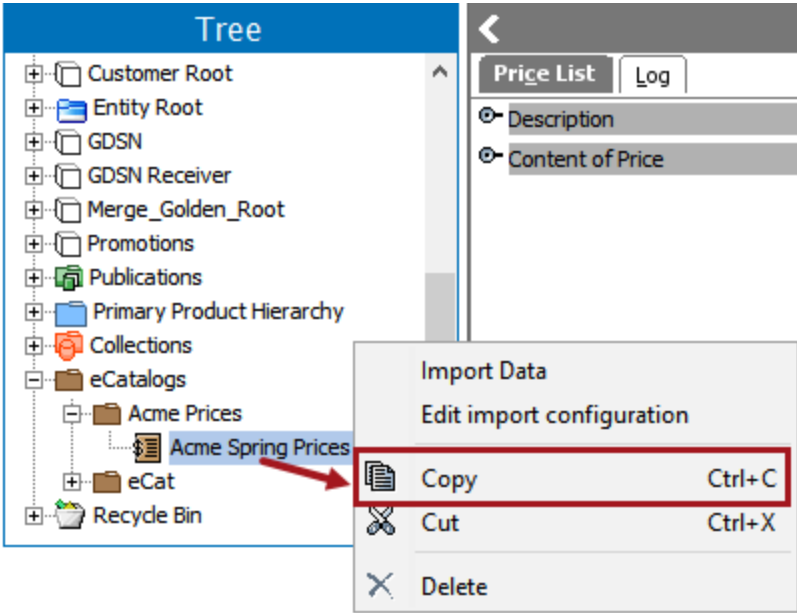 Tree
Customer Root
Entity Root
GDSN
GDSN Receiver
Merge_Golden_Root
Promotions
Publications
Primary Product Hierarchy
Collections
eCatalogs
Acme Prices
Acme Spring Prices
eCat
Recycle Bin
Price List
Log
Description
Content of Price
Import Data
Edit import configuration
Copy Ctrl+C
Cut Ctrl+X
Delete